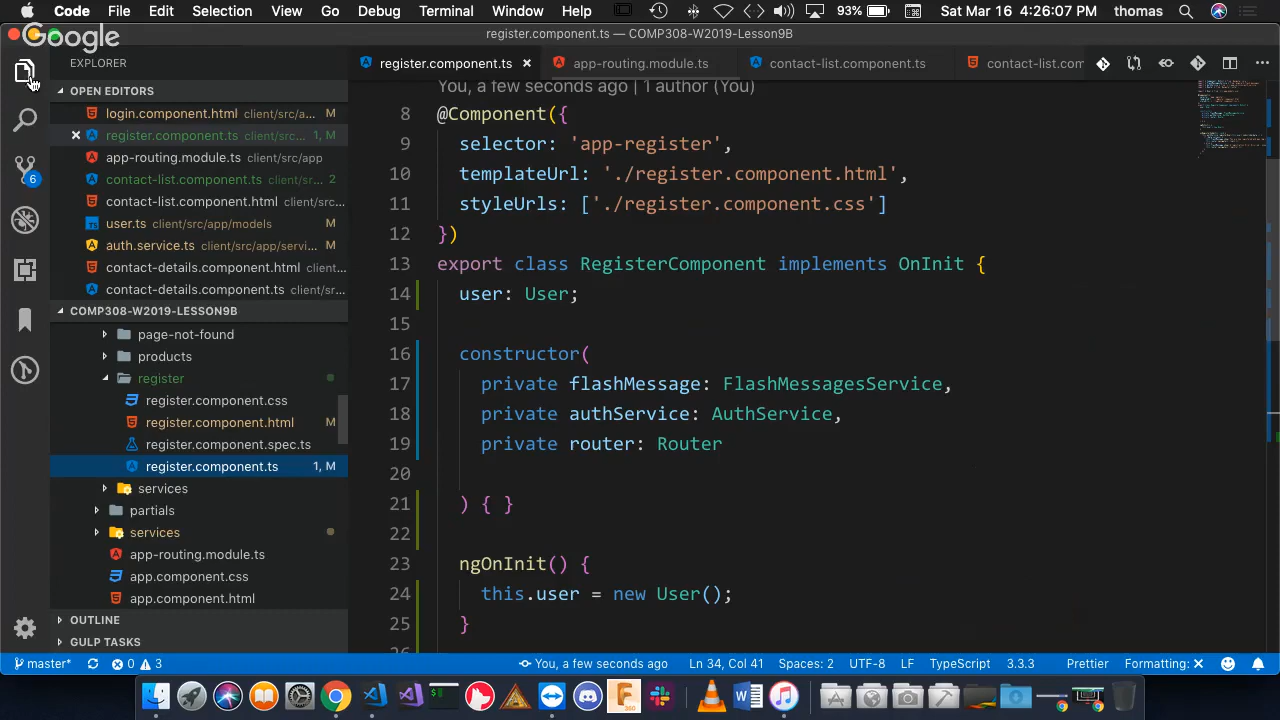 Code File Edit Selection View Go Debug Terminal Window Help 93% Sat Mar 16 4:26:07 PM thomas
Google
register.component.ts — COMP308-W2019-Lesson9B
EXPLORER
register.component.ts
app-routing.module.ts
contact-list.component.ts
contact-list.com
OPEN EDITORS
login.component.html client/src/a... M
register.component.ts client/src... 1, M
app-routing.module.ts client/src/app
contact-list.component.ts client/sr... 2
contact-list.component.html client/sr...
user.ts client/src/app/models M
auth.service.ts client/src/app/servi... M
contact-details.component.html client/...
contact-details.component.ts client/sr...
6
COMP308-W2019-LESSON9B
page-not-found
products
register
register.component.css
register.component.html M
register.component.spec.ts
register.component.ts 1, M
services
partials
services
app-routing.module.ts
app.component.css
app.component.html
OUTLINE
GULP TASKS
You, a few seconds ago | 1 author (You)
8 @Component({
9 selector: 'app-register',
10 templateUrl: './register.component.html',
11 styleUrls: ['./register.component.css']
12 })
13 export class RegisterComponent implements OnInit {
14 user: User;
15
16 constructor(
17 private flashMessage: FlashMessagesService,
18 private authService: AuthService,
19 private router: Router
20
21 ) { }
22
23 ngOnInit() {
24 this.user = new User();
25 }
master* 0 3 You, a few seconds ago Ln 34, Col 41 Spaces: 2 UTF-8 LF TypeScript 3.3.3 Prettier Formatting: ✕